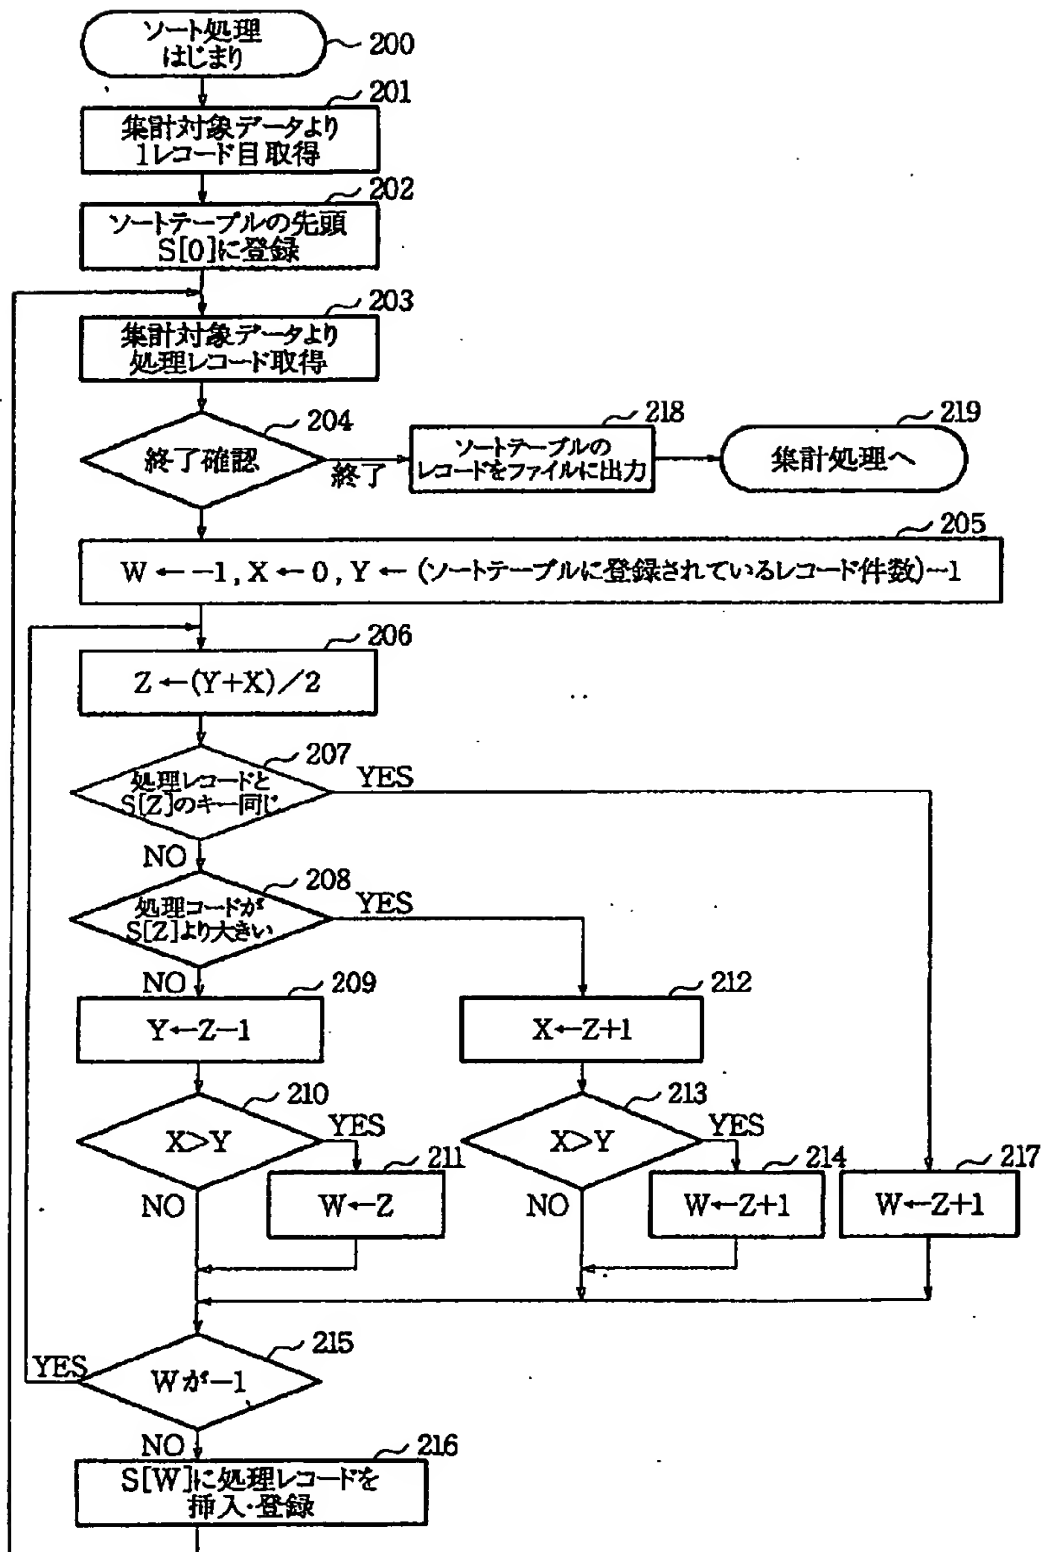 ソート処理
はじまり
200
201
集計対象データより
1レコード目取得
202
ソートテーブルの先頭
S[0]に登録
203
集計対象データより
処理レコード取得
204
終了確認
終了
218
ソートテーブルの
レコードをファイルに出力
219
集計処理へ
205
W←−1,X←0,Y←(ソートテーブルに登録されているレコード件数)−1
206
Z←(Y+X)/2
207
処理レコードと
S[Z]のキー同じ
YES
NO
208
処理コードが
S[Z]より大きい
YES
NO
209
Y←Z−1
212
X←Z+1
210
X>Y
YES
NO
211
W←Z
213
X>Y
YES
NO
214
W←Z+1
217
W←Z+1
215
Wが−1
YES
NO
216
S[W]に処理レコードを
挿入・登録